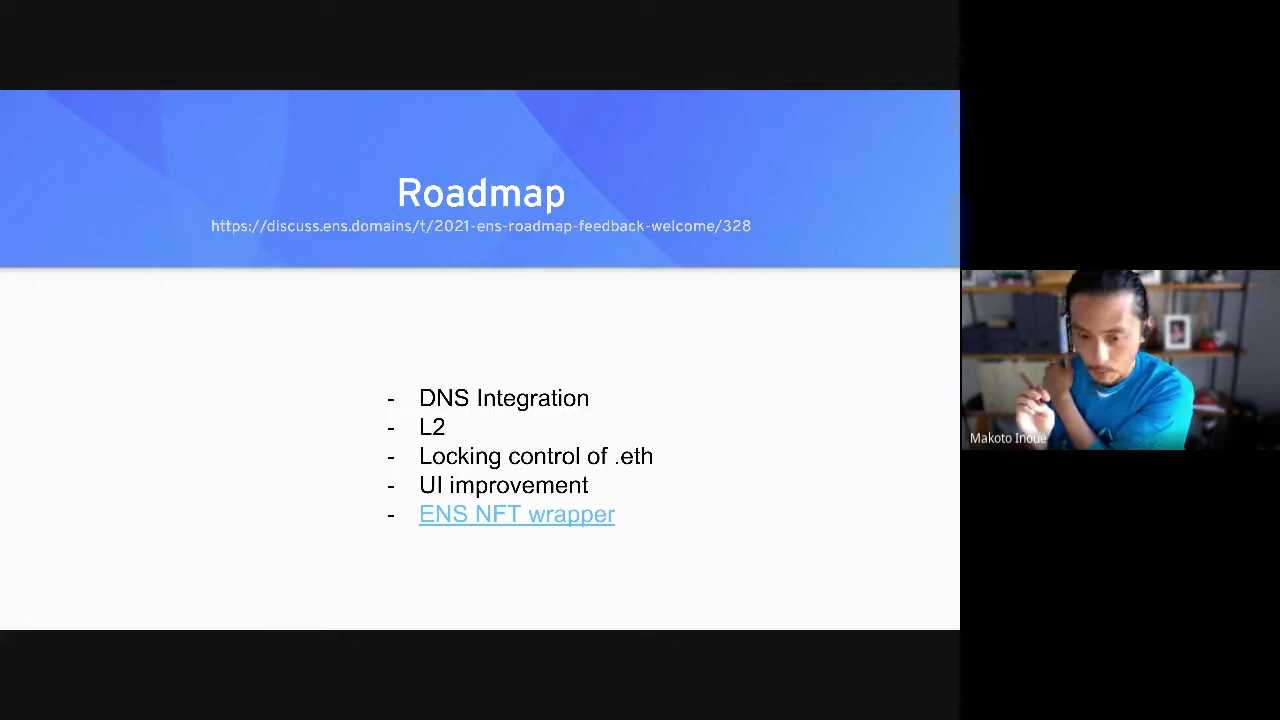 Roadmap
https://discuss.ens.domains/t/2021-ens-roadmap-feedback-welcome/328
- DNS Integration
- L2
- Locking control of .eth
- UI improvement
- ENS NFT wrapper
Makoto Inoue